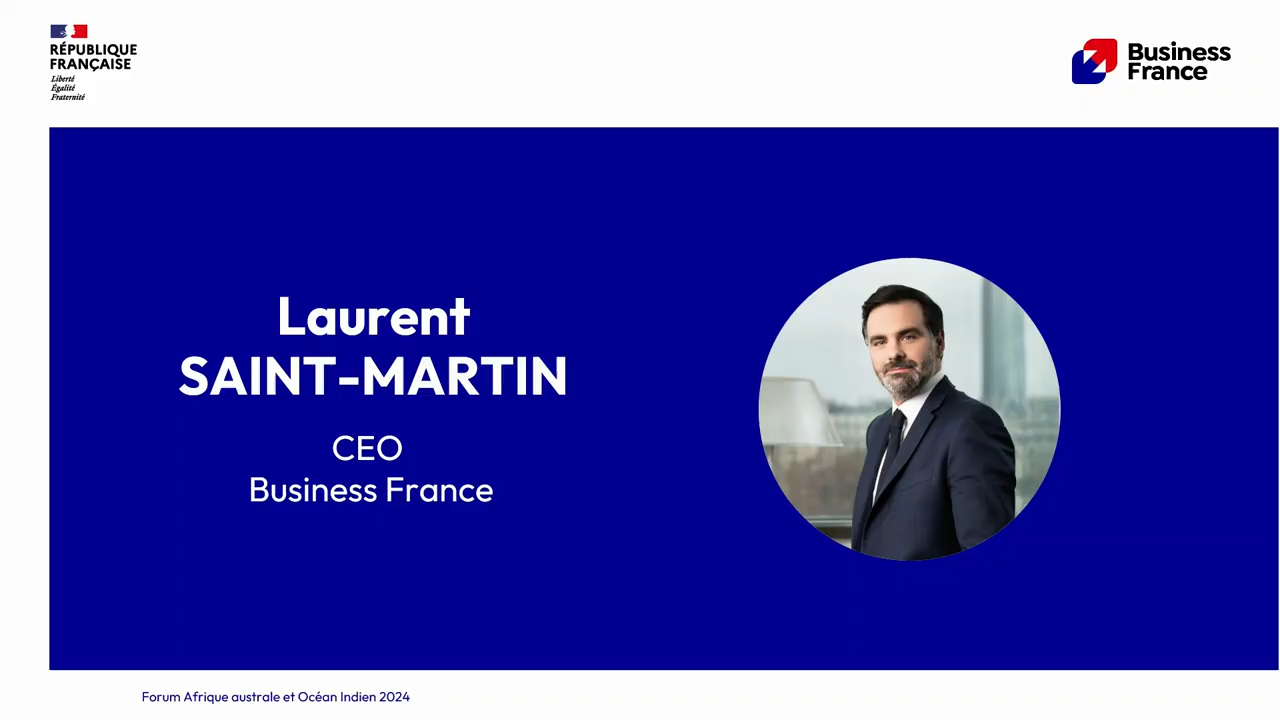 RÉPUBLIQUE
FRANÇAISE
Liberté
Égalité
Fraternité
Business
France
Laurent
SAINT-MARTIN
CEO
Business France
Forum Afrique australe et Océan Indien 2024